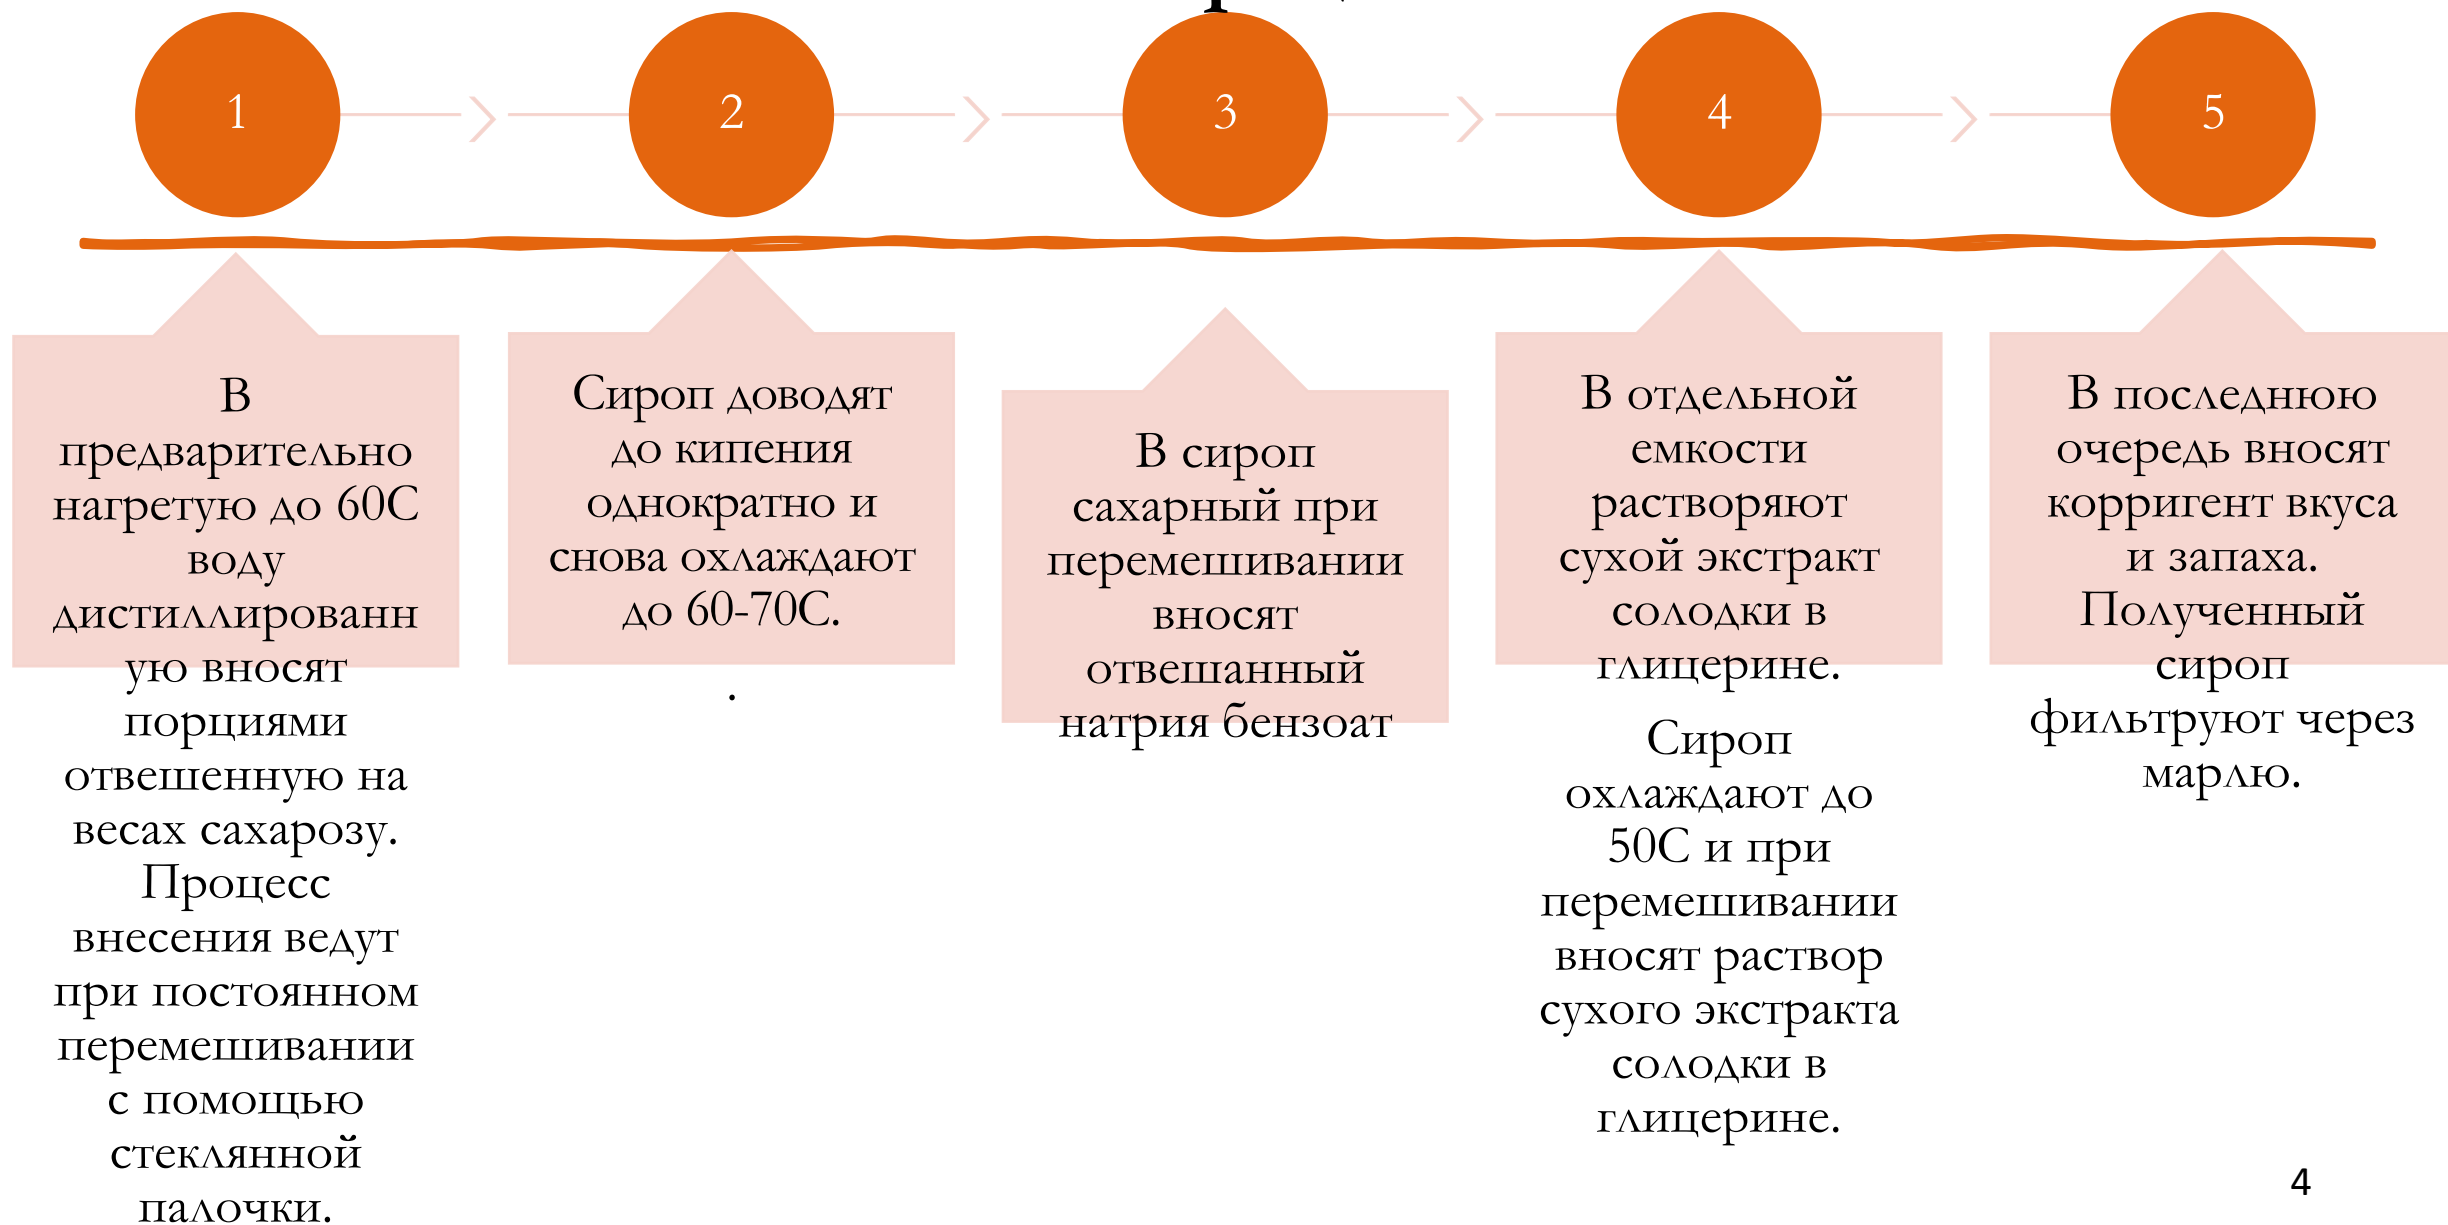 1
2
3
4
5
В
предварительно
нагретую до 60С
воду
дистиллированн
ую вносят
порциями
отвешенную на
весах сахарозу.
Процесс
внесения ведут
при постоянном
перемешивании
с помощью
стеклянной
палочки.
Сироп доводят
до кипения
однократно и
снова охлаждают
до 60-70С.
.
В сироп
сахарный при
перемешивании
вносят
отвешанный
натрия бензоат
В отдельной
емкости
растворяют
сухой экстракт
солодки в
глицерине.
Сироп
охлаждают до
50С и при
перемешивании
вносят раствор
сухого экстракта
солодки в
глицерине.
В последнюю
очередь вносят
корригент вкуса
и запаха.
Полученный
сироп
фильтруют через
марлю.
4